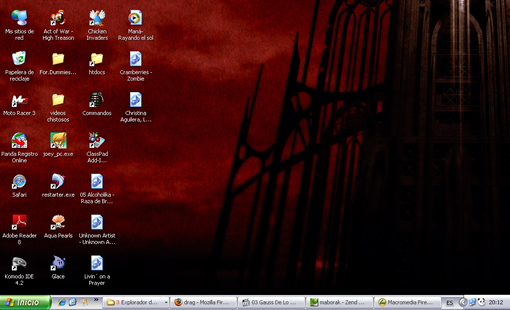 Mis sitios de
red
Act of War -
High Treason
Chicken
Invaders
Maná-
Rayando el sol
Papelera de
reciclaje
For.Dummies...
htdocs
Cranberries -
Zombie
Moto Racer 3
videos
chistosos
Commandos
Christina
Aguilera, L...
Panda Registro
Online
joey_pc.exe
ClassPad
Add-I...
Safari
restarter.exe
05 Alcoholika -
Raza de Br...
Adobe Reader
8
Aqua Pearls
Unknown Artist
- Unknown A...
Komodo IDE
4.2
Glace
Livin´ on a
Prayer
Inicio
3 Explorador d...
drag - Mozilla Fir...
03 Gauss De Lo ...
maborak - Zend ...
Macromedia Fire...
ES
20:12